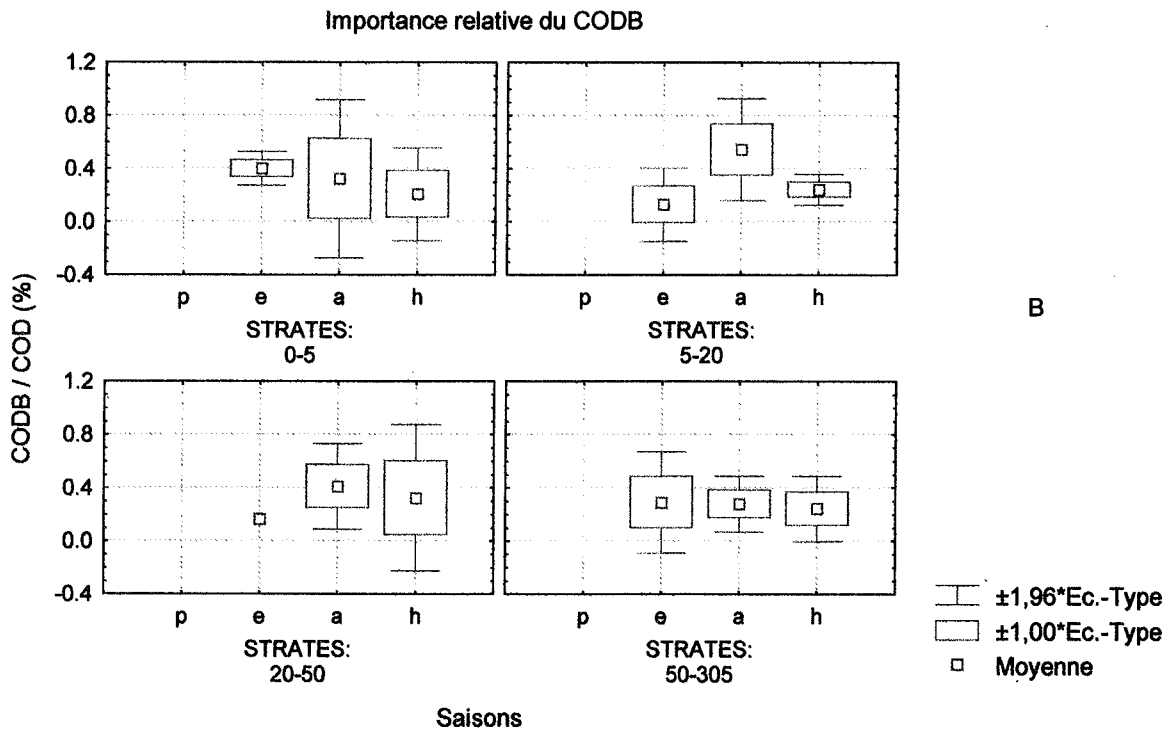 Importance relative du CODB
CODB / COD (%)
1.2
0.8
0.4
0.0
-0.4
p e a h
STRATES:
0-5
p e a h
STRATES:
5-20
B
1.2
0.8
0.4
0.0
-0.4
p e a h
STRATES:
20-50
p e a h
STRATES:
50-305
Saisons
±1,96*Ec.-Type
±1,00*Ec.-Type
Moyenne